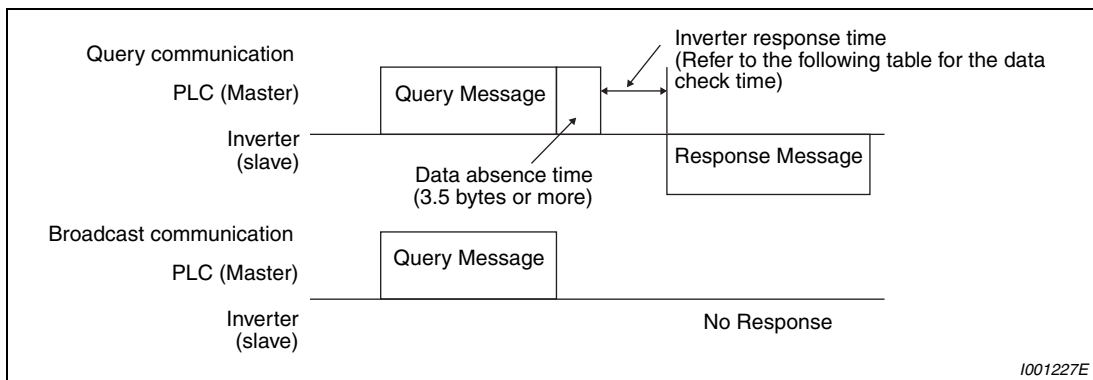 Query communication
PLC (Master)
Inverter
(slave)
Query Message
Inverter response time
(Refer to the following table for the data
check time)
Data absence time
(3.5 bytes or more)
Response Message
Broadcast communication
PLC (Master)
Inverter
(slave)
Query Message
No Response
I001227E